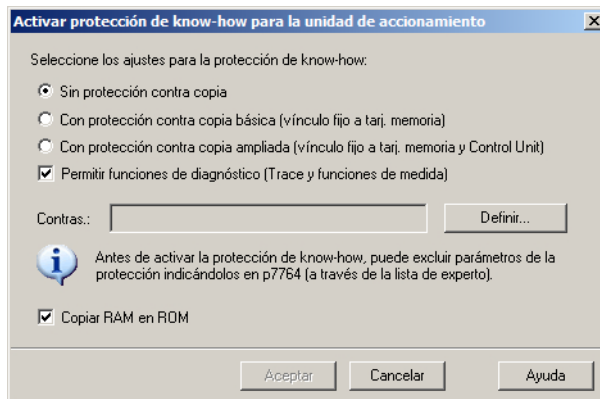 Activar protección de know-how para la unidad de accionamiento
Seleccione los ajustes para la protección de know-how:
Sin protección contra copia
Con protección contra copia básica (vínculo fijo a tarj. memoria)
Con protección contra copia ampliada (vínculo fijo a tarj. memoria y Control Unit)
Permitir funciones de diagnóstico (Trace y funciones de medida)
Contras.: Definir...
Antes de activar la protección de know-how, puede excluir parámetros de la
protección indicándolos en p7764 (a través de la lista de experto).
Copiar RAM en ROM
Aceptar Cancelar Ayuda